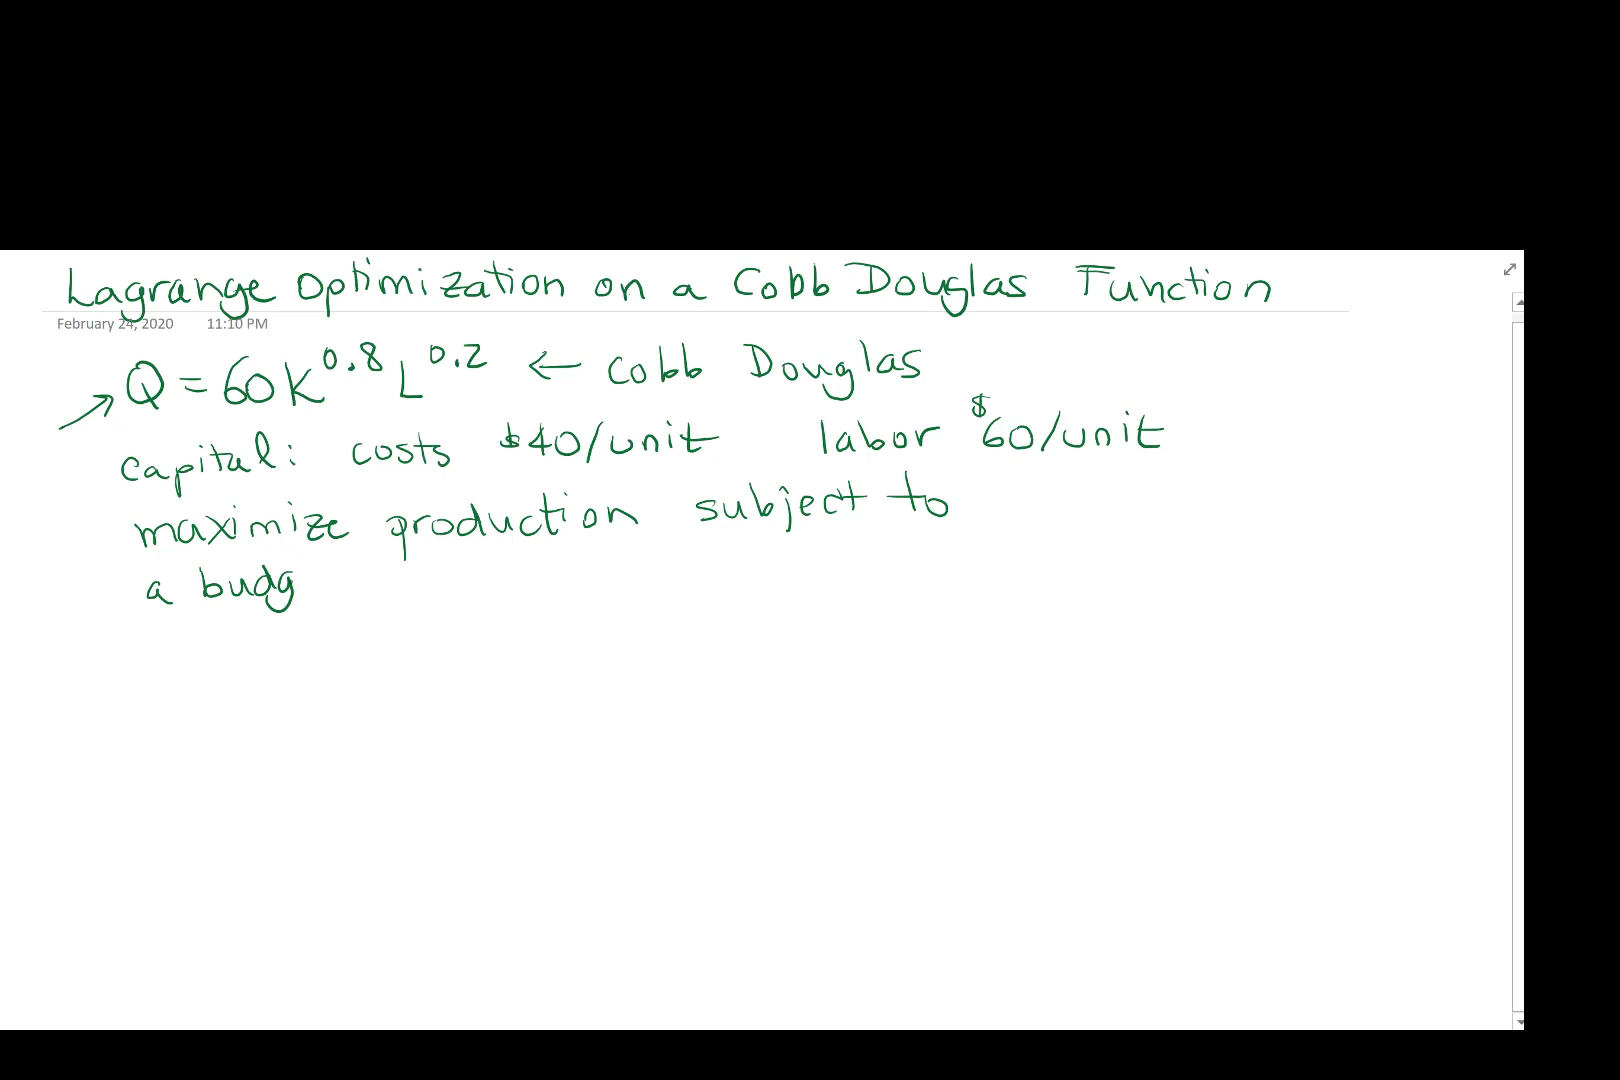 Lagrange Optimization on a Cobb Douglas Function
February 24, 2020 11:10 PM
Q = 60K^0.8 L^0.2 ← Cobb Douglas
capital: costs $40/unit labor $60/unit
maximize production subject to
a budg